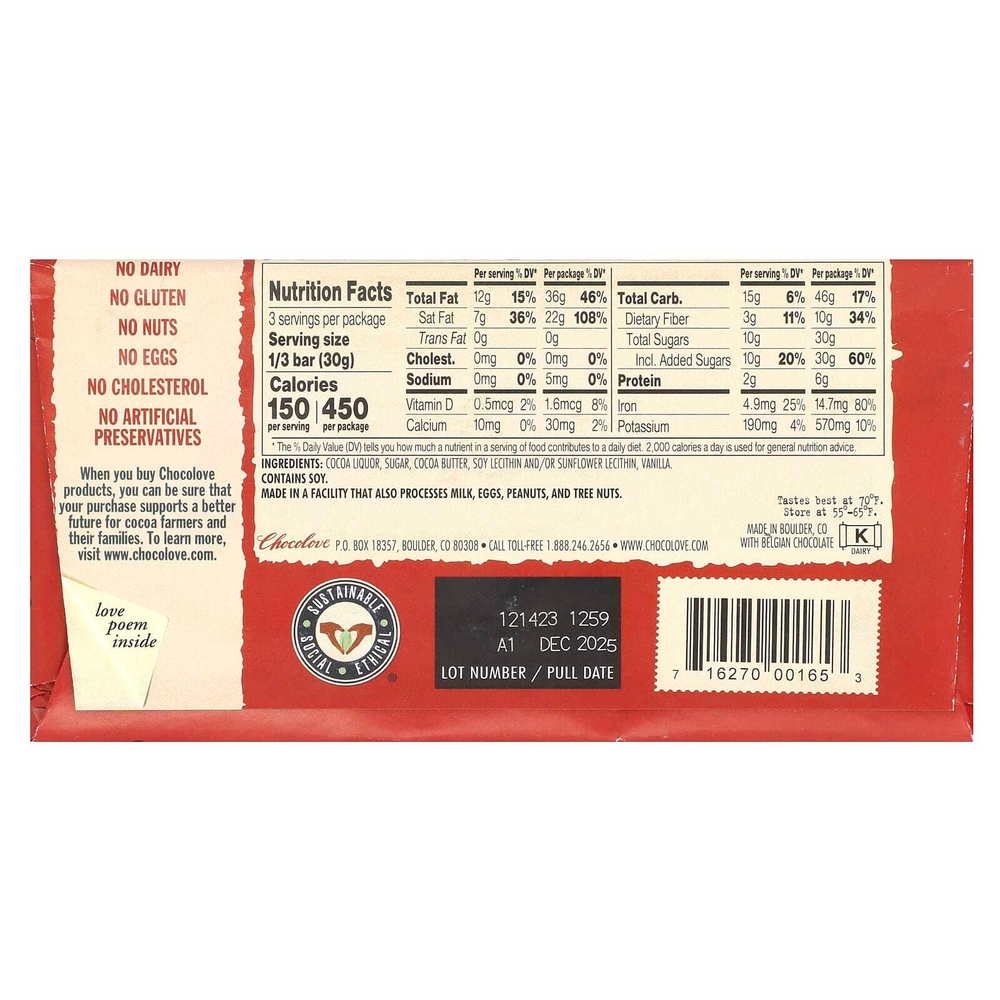 NO DAIRY
NO GLUTEN
NO NUTS
NO EGGS
NO CHOLESTEROL
NO ARTIFICIAL
PRESERVATIVES
When you buy Chocolove
products, you can be sure that
your purchase supports a better
future for cocoa farmers and
their families. To learn more,
visit www.chocolove.com.
love
poem
inside
Nutrition Facts
3 servings per package
Serving size
1/3 bar (30g)
Calories
150 450
per serving per package
Per serving % DV* Per package % DV*
Total Fat 12g 15% 36g 46%
Sat Fat 7g 36% 22g 108%
Trans Fat 0g 0g
Cholest. 0mg 0% 0mg 0%
Sodium 0mg 0% 5mg 0%
Vitamin D 0.5mcg 2% 1.6mcg 8%
Calcium 10mg 0% 30mg 2%
Per serving % DV* Per package % DV*
Total Carb. 15g 6% 46g 17%
Dietary Fiber 3g 11% 10g 34%
Total Sugars 10g 30g
Incl. Added Sugars 10g 20% 30g 60%
Protein 2g 6g
Iron 4.9mg 25% 14.7mg 80%
Potassium 190mg 4% 570mg 10%
* The % Daily Value (DV) tells you how much a nutrient in a serving of food contributes to a daily diet. 2,000 calories a day is used for general nutrition advice.
INGREDIENTS: COCOA LIQUOR, SUGAR, COCOA BUTTER, SOY LECITHIN AND/OR SUNFLOWER LECITHIN, VANILLA.
CONTAINS SOY.
MADE IN A FACILITY THAT ALSO PROCESSES MILK, EGGS, PEANUTS, AND TREE NUTS.
Tastes best at 70°F.
Store at 55°-65°F.
MADE IN BOULDER, CO
WITH BELGIAN CHOCOLATE
K
DAIRY
Chocolove P.O. BOX 18357, BOULDER, CO 80308 • CALL TOLL-FREE 1.888.246.2656 • WWW.CHOCOLOVE.COM
SUSTAINABLE • SOCIAL • ETHICAL ®
121423 1259
A1 DEC 2025
LOT NUMBER / PULL DATE
7 16270 00165 3